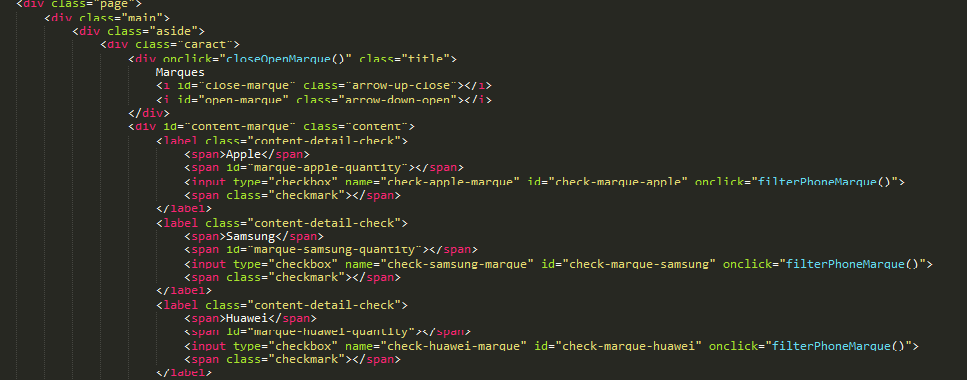 <div class="page">
<div class="main">
<div class="aside">
<div class="caract">
<div onclick="closeOpenMarque()" class="title">
Marques
<i id="close-marque" class="arrow-up-close"></i>
<i id="open-marque" class="arrow-down-open"></i>
</div>
<div id="content-marque" class="content">
<label class="content-detail-check">
<span>Apple</span>
<span id="marque-apple-quantity"></span>
<input type="checkbox" name="check-apple-marque" id="check-marque-apple" onclick="filterPhoneMarque()">
<span class="checkmark"></span>
</label>
<label class="content-detail-check">
<span>Samsung</span>
<span id="marque-samsung-quantity"></span>
<input type="checkbox" name="check-samsung-marque" id="check-marque-samsung" onclick="filterPhoneMarque()">
<span class="checkmark"></span>
</label>
<label class="content-detail-check">
<span>Huawei</span>
<span id="marque-huawei-quantity"></span>
<input type="checkbox" name="check-huawei-marque" id="check-marque-huawei" onclick="filterPhoneMarque()">
<span class="checkmark"></span>
</label>